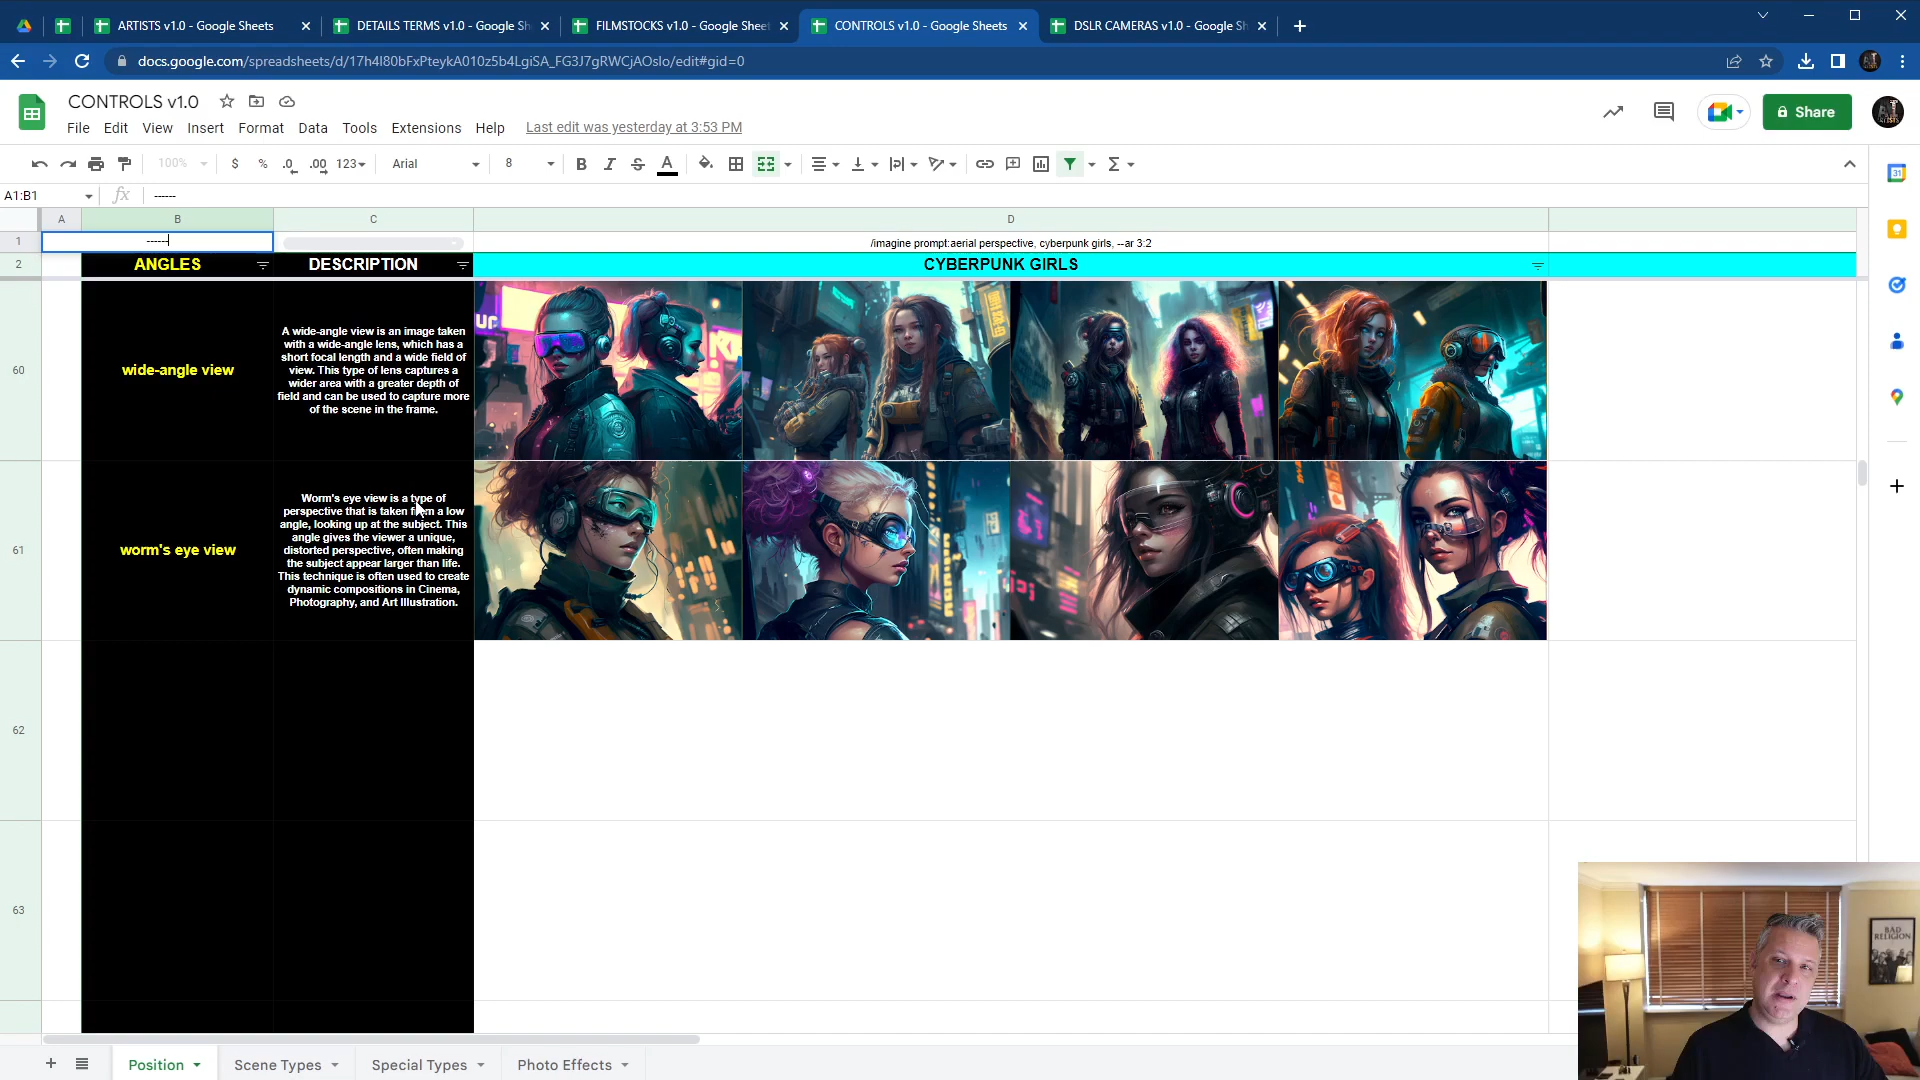 ARTISTS v1.0 - Google Sheets
DETAILS TERMS v1.0 - Google Sh
FILMSTOCKS v1.0 - Google Sheet
CONTROLS v1.0 - Google Sheets
DSLR CAMERAS v1.0 - Google Sh
docs.google.com/spreadsheets/d/17h4l80bFxPteykA010z5b4LgiSA_FG3J7gRWCjAOslo/edit#gid=0
CONTROLS v1.0
File Edit View Insert Format Data Tools Extensions Help Last edit was yesterday at 3:53 PM
Share
31
100% $ % .0 .00 123 Arial 8 B I S A
A1:B1 fx ------
A B C D
1 ------ /imagine prompt:aerial perspective, cyberpunk girls, --ar 3:2
2 ANGLES DESCRIPTION CYBERPUNK GIRLS
60
wide-angle view
A wide-angle view is an image taken
with a wide-angle lens, which has a
short focal length and a wide field of
view. This type of lens captures a
wider area with a greater depth of
field and can be used to capture more
of the scene in the frame.
61
worm's eye view
Worm's eye view is a type of
perspective that is taken from a low
angle, looking up at the subject. This
angle gives the viewer a unique,
distorted perspective, often making
the subject appear larger than life.
This technique is often used to create
dynamic compositions in Cinema,
Photography, and Art Illustration.
62
63
BAD
RELIGION
Position Scene Types Special Types Photo Effects